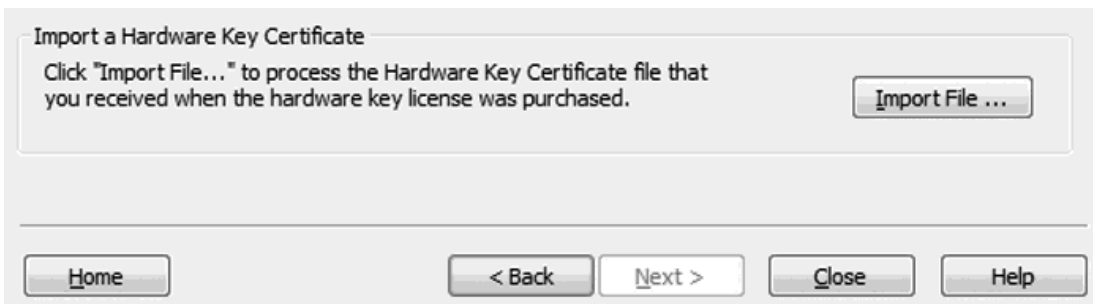 Import a Hardware Key Certificate
Click "Import File..." to process the Hardware Key Certificate file that
you received when the hardware key license was purchased.
Import File ...
Home
< Back
Next >
Close
Help